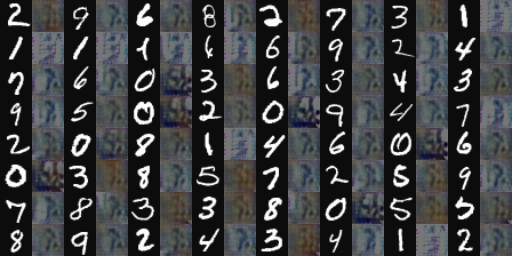 2 9 6 8 2 7 3 1
1 1 1 6 6 9 2 4
7 6 0 3 6 3 4 3
9 5 0 2 0 9 4 7
2 0 8 1 4 6 0 6
0 3 8 5 7 2 5 9
7 8 3 3 8 0 5 5
8 9 2 4 3 4 1 2